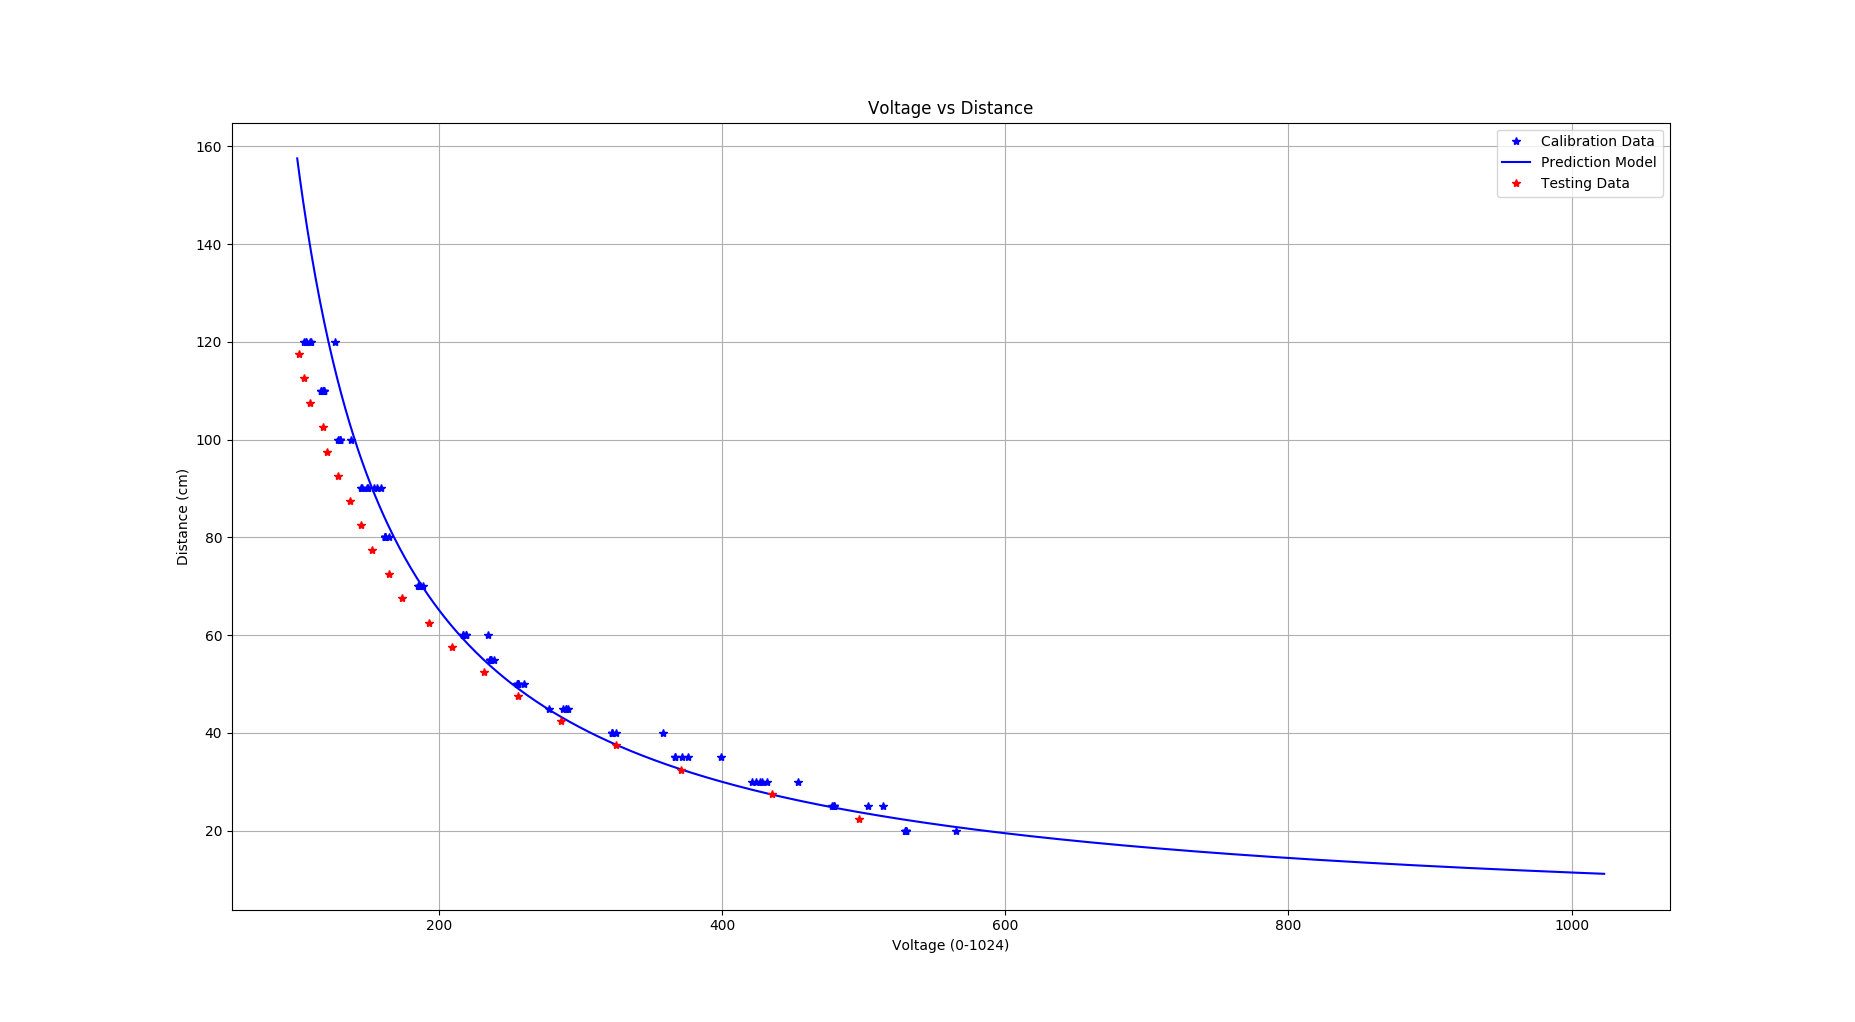 Voltage vs Distance
Calibration Data
Prediction Model
Testing Data
160
140
120
100
80
60
40
20
Distance (cm)
200 400 600 800 1000
Voltage (0-1024)